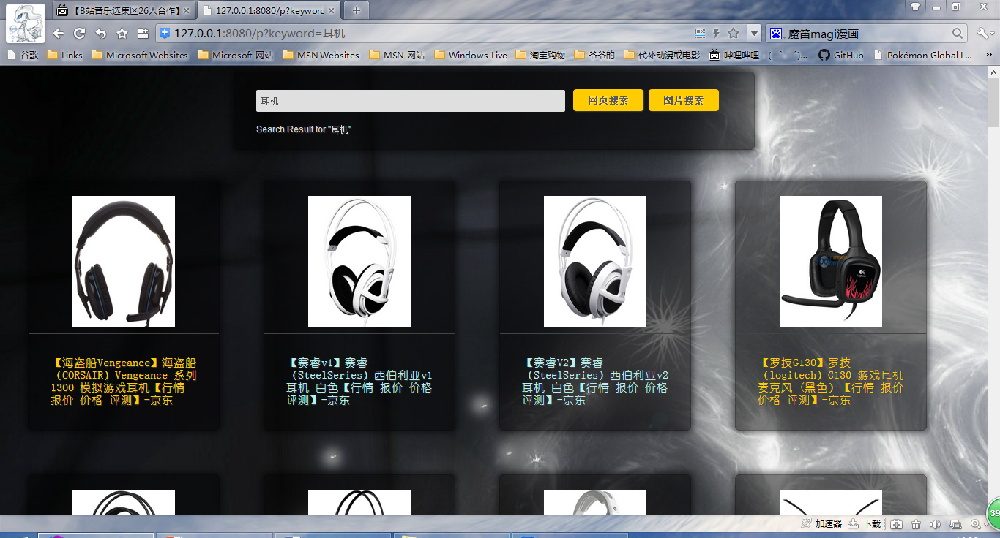 【B站音乐选集区26人合作】
127.0.0.1:8080/p?keyword
127.0.0.1:8080/p?keyword=耳机
魔笛magi漫画
谷歌
Links
Microsoft Websites
Microsoft 网站
MSN Websites
MSN 网站
Windows Live
淘宝购物
爷爷的
代补动漫或电影
哔哩哔哩 - ( ゜- ゜)...
GitHub
Pokémon Global L...
»
耳机
网页搜索
图片搜索
Search Result for "耳机"
【海盗船Vengeance】海盗船
（CORSAIR）Vengeance 系列
1300 模拟游戏耳机【行情
报价 价格 评测】-京东
【赛睿v1】赛睿
（SteelSeries）西伯利亚v1
耳机 白色【行情 报价 价格
评测】-京东
【赛睿V2】赛睿
（SteelSeries）西伯利亚v2
耳机 白色【行情 报价 价格
评测】-京东
【罗技G130】罗技
（logitech）G130 游戏耳机
麦克风（黑色）【行情 报价
价格 评测】-京东
加速器
下载
39